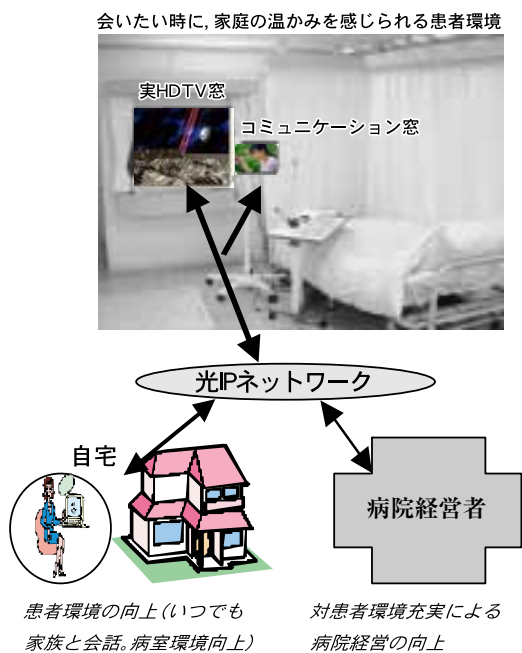 会いたい時に,家庭の温かみを感じられる患者環境
実HDTV窓
コミュニケーション窓
光IPネットワーク
自宅
病院経営者
患者環境の向上(いつでも
家族と会話。病室環境向上)
対患者環境充実による
病院経営の向上